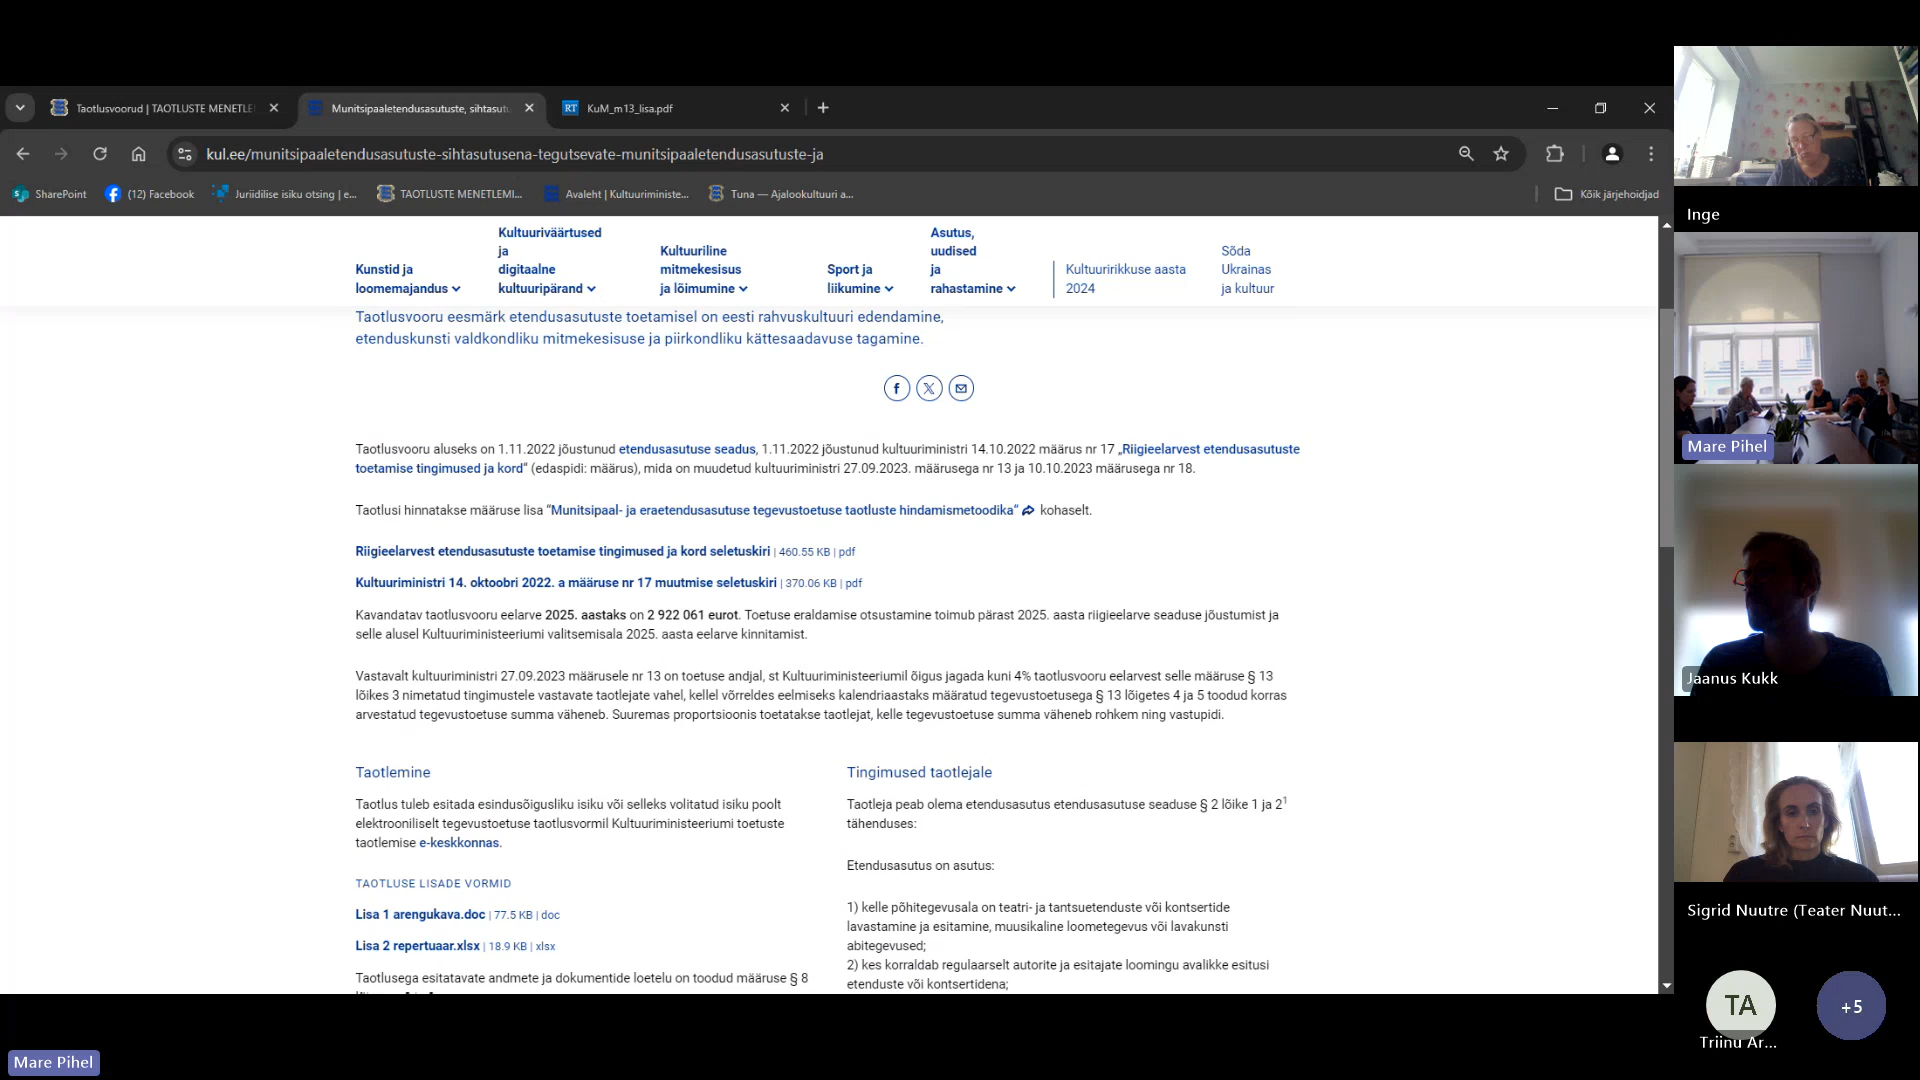 Taotlusvoorud | TAOTLUSTE MENETLE
Munitsipaaletendusasutuste, sihtasutu
RT KuM_m13_lisa.pdf
kul.ee/munitsipaaletendusasutuste-sihtasutusena-tegutsevate-munitsipaaletendusasutuste-ja
SharePoint
(12) Facebook
Juriidilise isiku otsing | e...
TAOTLUSTE MENETLEMI...
Avaleht | Kultuuriministe...
Tuna — Ajalookultuuri a...
Kõik järjehoidjad
Kunstid ja
loomemajandus
Kultuuriväärtused
ja
digitaalne
kultuuripärand
Kultuuriline
mitmekesisus
ja lõimumine
Sport ja
liikumine
Asutus,
uudised
ja
rahastamine
Kultuuririkkuse aasta
2024
Sõda
Ukrainas
ja kultuur
Taotlusvooru eesmärk etendusasutuste toetamisel on eesti rahvuskultuuri edendamine,
etenduskunsti valdkondliku mitmekesisuse ja piirkondliku kättesaadavuse tagamine.
Taotlusvooru aluseks on 1.11.2022 jõustunud etendusasutuse seadus, 1.11.2022 jõustunud kultuuriministri 14.10.2022 määrus nr 17 „Riigieelarvest etendusasutuste
toetamise tingimused ja kord“ (edaspidi: määrus), mida on muudetud kultuuriministri 27.09.2023. määrusega nr 13 ja 10.10.2023 määrusega nr 18.
Taotlusi hinnatakse määruse lisa “Munitsipaal- ja eraetendusasutuse tegevustoetuse taotluste hindamismetoodika“ kohaselt.
Riigieelarvest etendusasutuste toetamise tingimused ja kord seletuskiri | 460.55 KB | pdf
Kultuuriministri 14. oktoobri 2022. a määruse nr 17 muutmise seletuskiri | 370.06 KB | pdf
Kavandatav taotlusvooru eelarve 2025. aastaks on 2 922 061 eurot. Toetuse eraldamise otsustamine toimub pärast 2025. aasta riigieelarve seaduse jõustumist ja
selle alusel Kultuuriministeeriumi valitsemisala 2025. aasta eelarve kinnitamist.
Vastavalt kultuuriministri 27.09.2023 määrusele nr 13 on toetuse andjal, st Kultuuriministeeriumil õigus jagada kuni 4% taotlusvooru eelarvest selle määruse § 13
lõikes 3 nimetatud tingimustele vastavate taotlejate vahel, kellel võrreldes eelmiseks kalendriaastaks määratud tegevustoetusega § 13 lõigetes 4 ja 5 toodud korras
arvestatud tegevustoetuse summa väheneb. Suuremas proportsioonis toetatakse taotlejat, kelle tegevustoetuse summa väheneb rohkem ning vastupidi.
Taotlemine
Taotlus tuleb esitada esindusõigusliku isiku või selleks volitatud isiku poolt
elektrooniliselt tegevustoetuse taotlusvormil Kultuuriministeeriumi toetuste
taotlemise e-keskkonnas.
TAOTLUSE LISADE VORMID
Lisa 1 arengukava.doc | 77.5 KB | doc
Lisa 2 repertuaar.xlsx | 18.9 KB | xlsx
Taotlusega esitatavate andmete ja dokumentide loetelu on toodud määruse § 8
Tingimused taotlejale
Taotleja peab olema etendusasutus etendusasutuse seaduse § 2 lõike 1 ja 2¹
tähenduses:
Etendusasutus on asutus:
1) kelle põhitegevusala on teatri- ja tantsuetenduste või kontsertide
lavastamine ja esitamine, muusikaline loometegevus või lavakunsti
abitegevused;
2) kes korraldab regulaarselt autorite ja esitajate loomingu avalikke esitusi
etenduste või kontsertidena;
Inge
Mare Pihel
Jaanus Kukk
Sigrid Nuutre (Teater Nuut...
TA
+5
Triinu Ar...
Mare Pihel